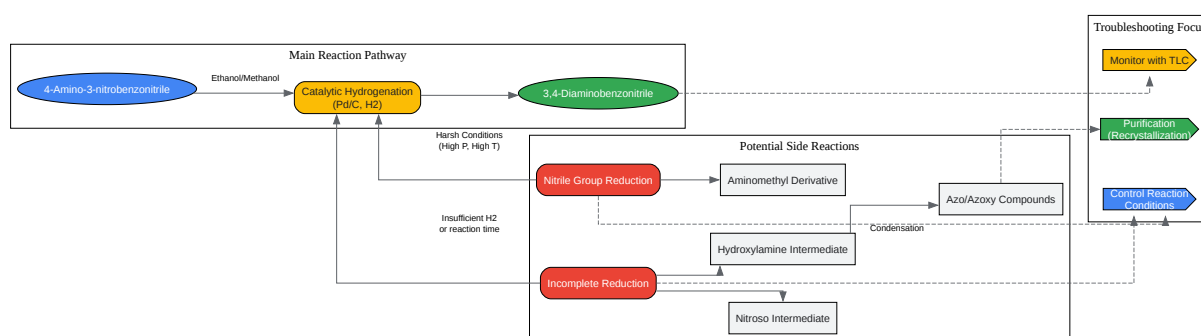 Troubleshooting Focu
Main Reaction Pathway
4-Amino-3-nitrobenzonitrile
Ethanol/Methanol
Catalytic Hydrogenation
(Pd/C, H2)
3,4-Diaminobenzonitrile
Monitor with TLC
Purification
(Recrystallization)
Control Reaction
Conditions
Harsh Conditions
(High P, High T)
Potential Side Reactions
Nitrile Group Reduction
Aminomethyl Derivative
Azo/Azoxy Compounds
Insufficient H2
or reaction time
Condensation
Hydroxylamine Intermediate
Incomplete Reduction
Nitroso Intermediate